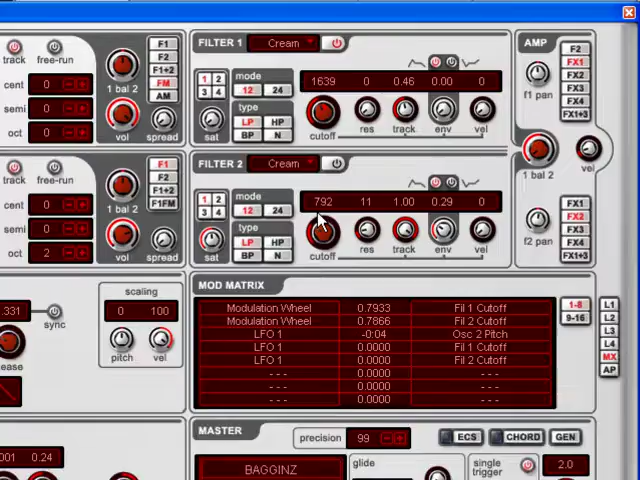 track free-run
cent 0
semi 0
oct 0
1 bal 2
vol
F1
F2
F1+2
FM
AM
spread
FILTER 1 Cream
1 2
3 4
sat
mode
12 24
type
LP HP
BP N
1639 0 0.46 0.00 0
cutoff res track env vel
AMP
f1 pan
F2
FX1
FX2
FX3
FX4
FX1+3
1 bal 2
vel
track free-run
cent 0
semi 0
oct 2
1 bal 2
vol
F1
F2
F1+2
F1FM
spread
FILTER 2 Cream
1 2
3 4
sat
mode
12 24
type
LP HP
BP N
792 11 1.00 0.29 0
cutoff res track env vel
f2 pan
FX1
FX2
FX3
FX4
FX1+3
.331
sync
ease
scaling
0 100
pitch vel
MOD MATRIX
Modulation Wheel 0.7933 Fil 1 Cutoff
Modulation Wheel 0.7866 Fil 2 Cutoff
LFO 1 -0:04 Osc 2 Pitch
LFO 1 0.0000 Fil 1 Cutoff
LFO 1 0.0000 Fil 2 Cutoff
- - - 0.0000 - - -
- - - 0.0000 - - -
- - - 0.0000 - - -
1-8
9-16
L1
L2
L3
L4
MX
AP
001 0.24
MASTER
precision 99
ECS CHORD GEN
BAGGINZ
glide
single
trigger
2.0